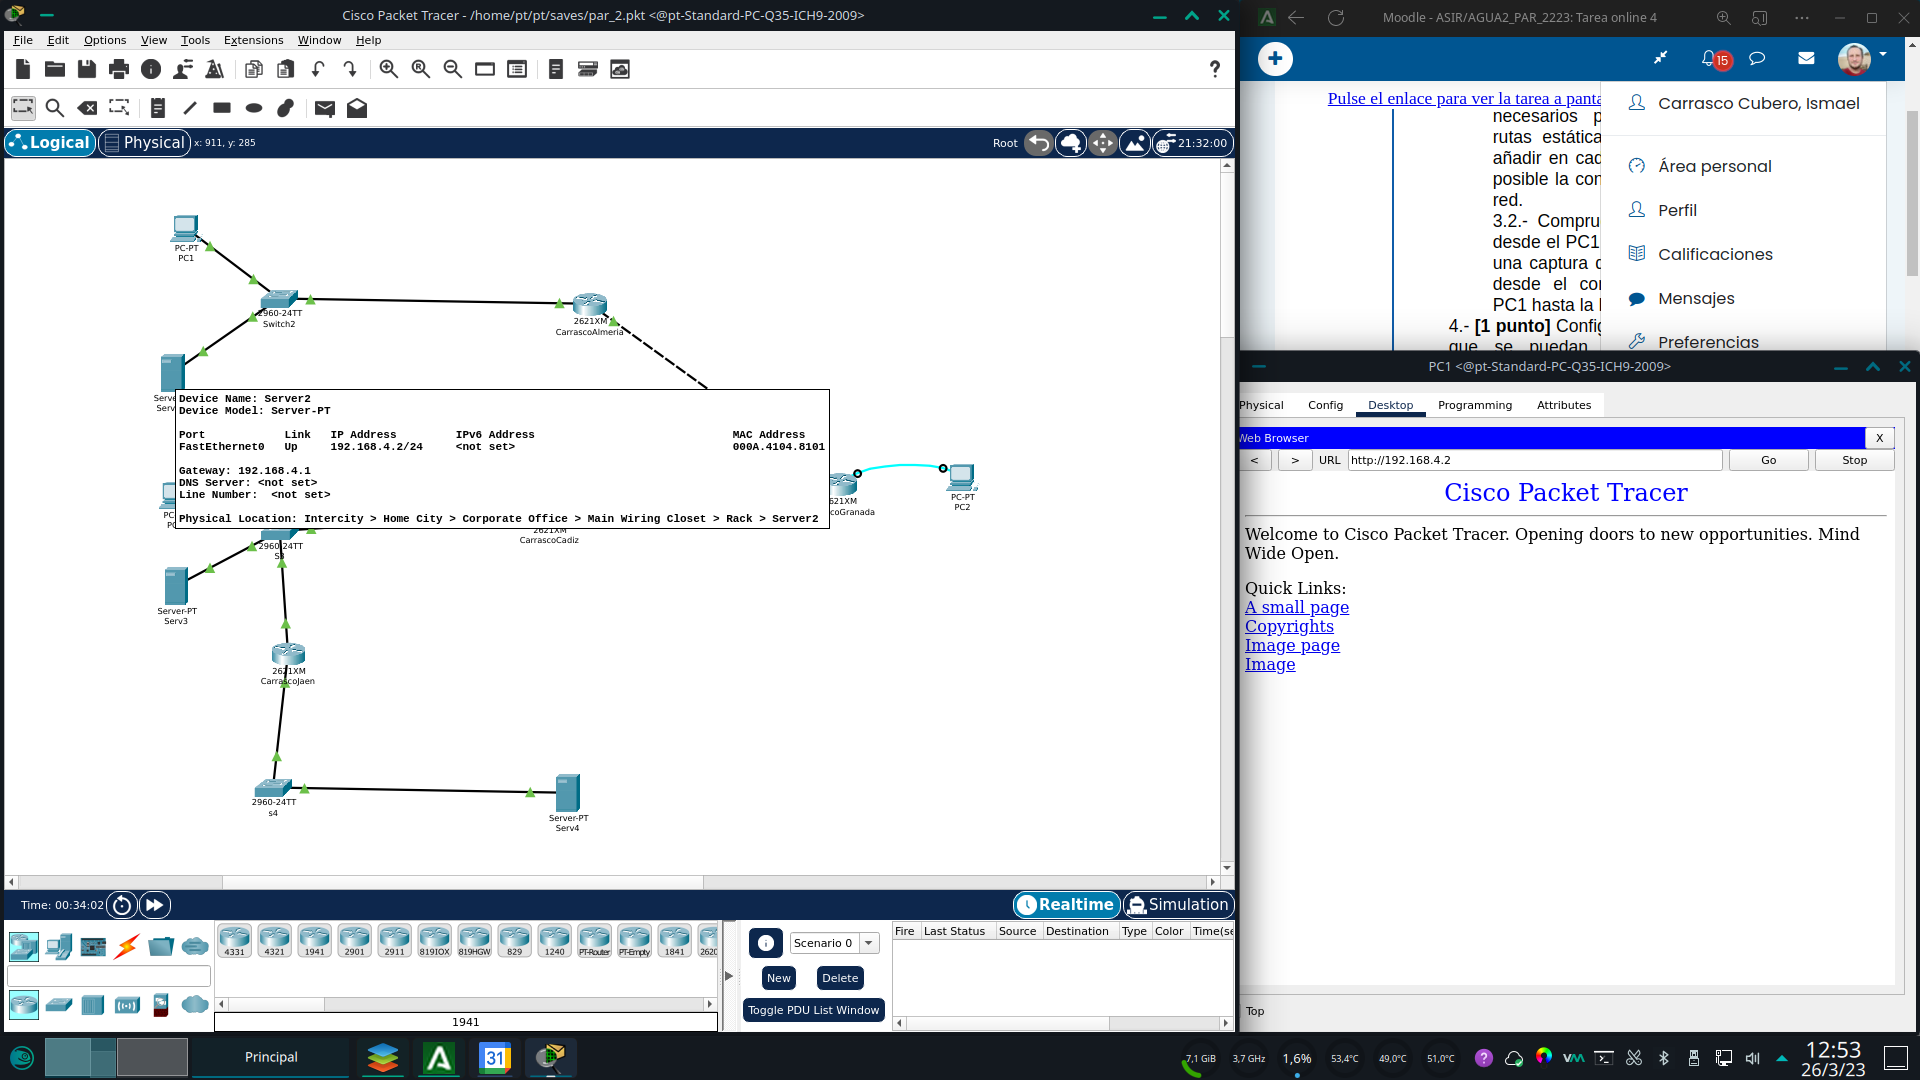 Cisco Packet Tracer - /home/pt/pt/saves/par_2.pkt <@pt-Standard-PC-Q35-ICH9-2009>
File Edit Options View Tools Extensions Window Help
?
Logical Physical x: 911, y: 285 Root 21:32:00
PC-PT
PC1
2960-24TT
Switch2
2621XM
CarrascoAlmeria
Device Name: Server2
Device Model: Server-PT
Port Link IP Address IPv6 Address MAC Address
FastEthernet0 Up 192.168.4.2/24 <not set> 000A.4104.8101
Gateway: 192.168.4.1
DNS Server: <not set>
Line Number: <not set>
Physical Location: Intercity > Home City > Corporate Office > Main Wiring Closet > Rack > Server2
621XM
coGranada
PC-PT
PC2
2621XM
CarrascoCadiz
2960-24TT
S3
Server-PT
Serv3
2621XM
CarrascoJaen
2960-24TT
s4
Server-PT
Serv4
Time: 00:34:02 Realtime Simulation
4331 4321 1941 2901 2911 819IOX 819HGW 829 1240 PT-Router PT-Empty 1841 2620
1941
Scenario 0
New Delete
Toggle PDU List Window
Fire Last Status Source Destination Type Color Time(se
Moodle - ASIR/AGUA2_PAR_2223: Tarea online 4
15
Pulse el enlace para ver la tarea a panta
necesarios p
rutas estática
añadir en cad
posible la con
red.
3.2.- Compru
desde el PC1
una captura d
desde el co
PC1 hasta la
4.- [1 punto] Config
que se puedan
Carrasco Cubero, Ismael
Área personal
Perfil
Calificaciones
Mensajes
Preferencias
PC1 <@pt-Standard-PC-Q35-ICH9-2009>
Physical Config Desktop Programming Attributes
Web Browser X
< > URL http://192.168.4.2 Go Stop
Cisco Packet Tracer
Welcome to Cisco Packet Tracer. Opening doors to new opportunities. Mind
Wide Open.
Quick Links:
A small page
Copyrights
Image page
Image
Top
Principal
31
7,1 GiB 3,7 GHz 1,6% 53,4°C 49,0°C 51,0°C
12:53
26/3/23